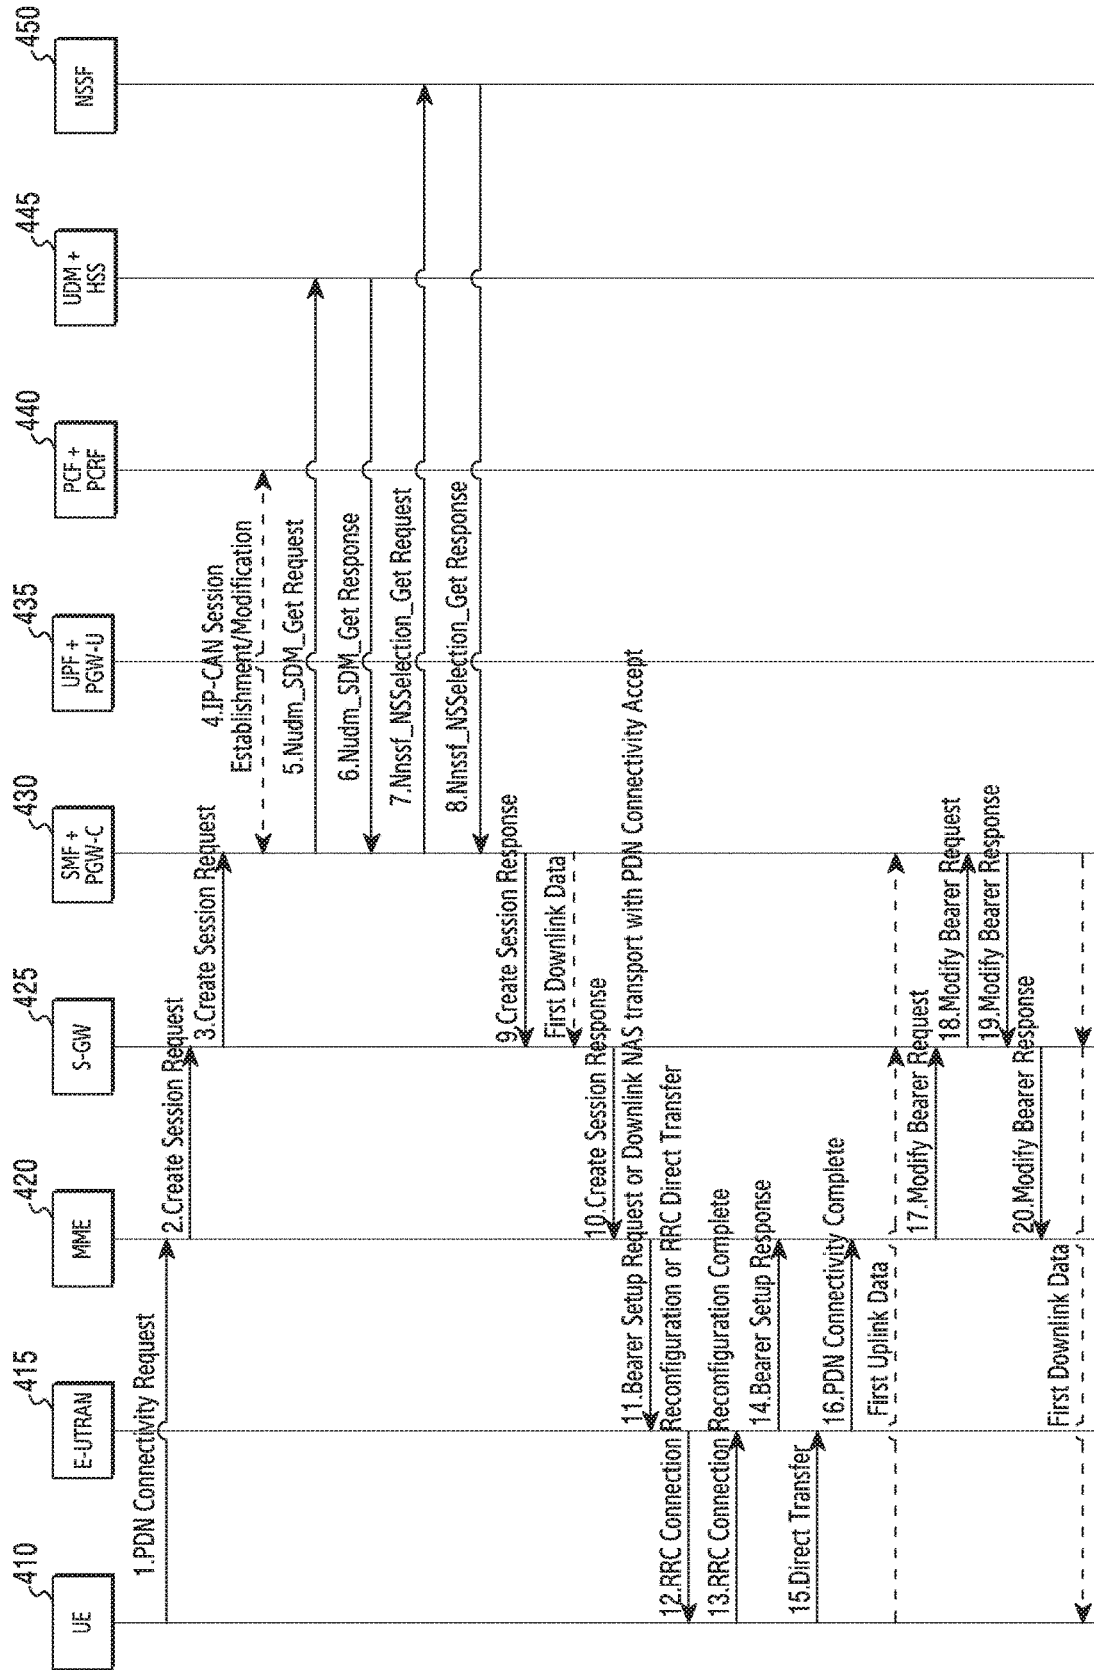 410
UE
415
E-UTRAN
420
MME
425
S-GW
430
SMF +
PGW-C
435
UPF +
PGW-U
440
PCF +
PCRF
445
UDM +
HSS
450
NSSF
1.PDN Connectivity Request
2.Create Session Request
3.Create Session Request
4.IP-CAN Session
Establishment/Modification
5.Nudm_SDM_Get Request
6.Nudm_SDM_Get Response
7.Nnssf_NSSelection_Get Request
8.Nnssf_NSSelection_Get Response
9.Create Session Response
First Downlink Data
10.Create Session Response
11.Bearer Setup Request or Downlink NAS transport with PDN Connectivity Accept
12.RRC Connection Reconfiguration or RRC Direct Transfer
13.RRC Connection Reconfiguration Complete
14.Bearer Setup Response
15.Direct Transfer
16.PDN Connectivity Complete
First Uplink Data
17.Modify Bearer Request
18.Modify Bearer Request
19.Modify Bearer Response
20.Modify Bearer Response
First Downlink Data